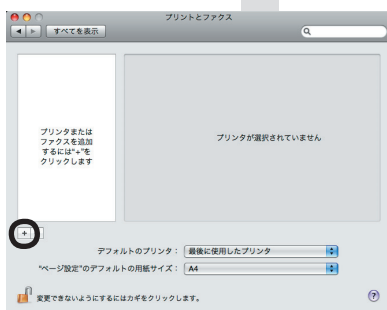 プリントとファクス
すべてを表示
プリンタまたは
ファクスを追加
するには"+"を
クリックします
プリンタが選択されていません
+
デフォルトのプリンタ： 最後に使用したプリンタ
"ページ設定"のデフォルトの用紙サイズ： A4
変更できないようにするにはカギをクリックします。
?